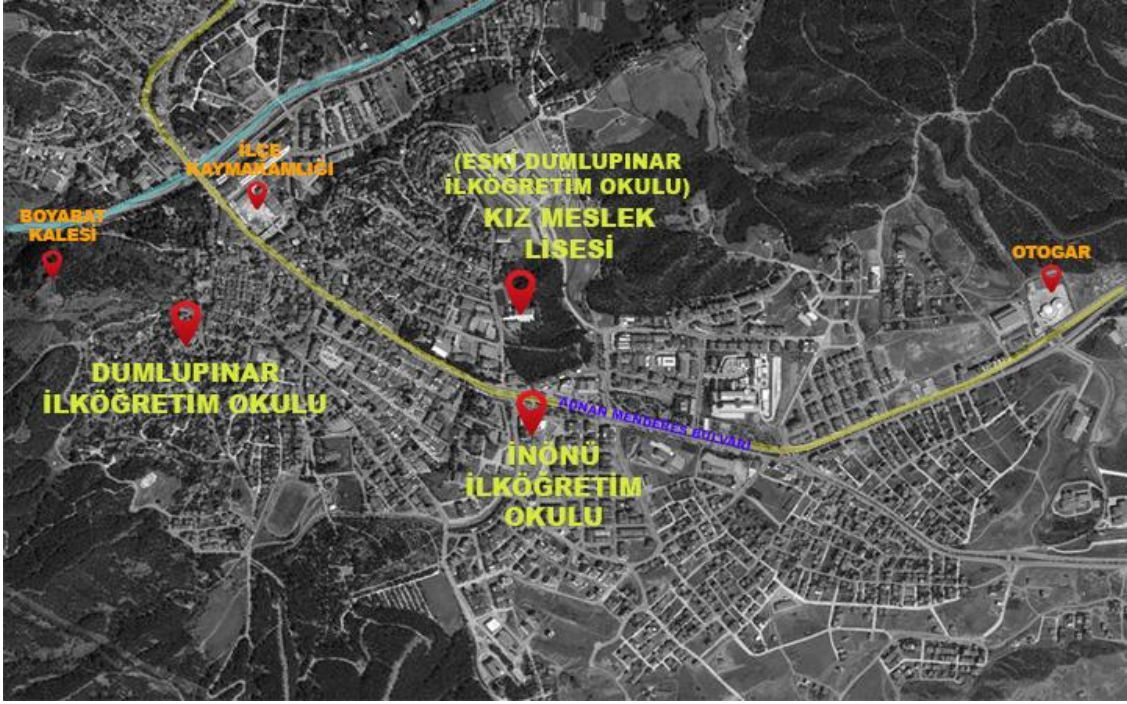 İLÇE
KAYMAKAMLIĞI
BOYABAT
KALESİ
(ESKİ DUMLUPINAR
İLKÖĞRETİM OKULU)
KIZ MESLEK
LİSESİ
OTOGAR
DUMLUPINAR
İLKÖĞRETİM OKULU
ADNAN MENDERES BULVARI
İNÖNÜ
İLKÖĞRETİM
OKULU